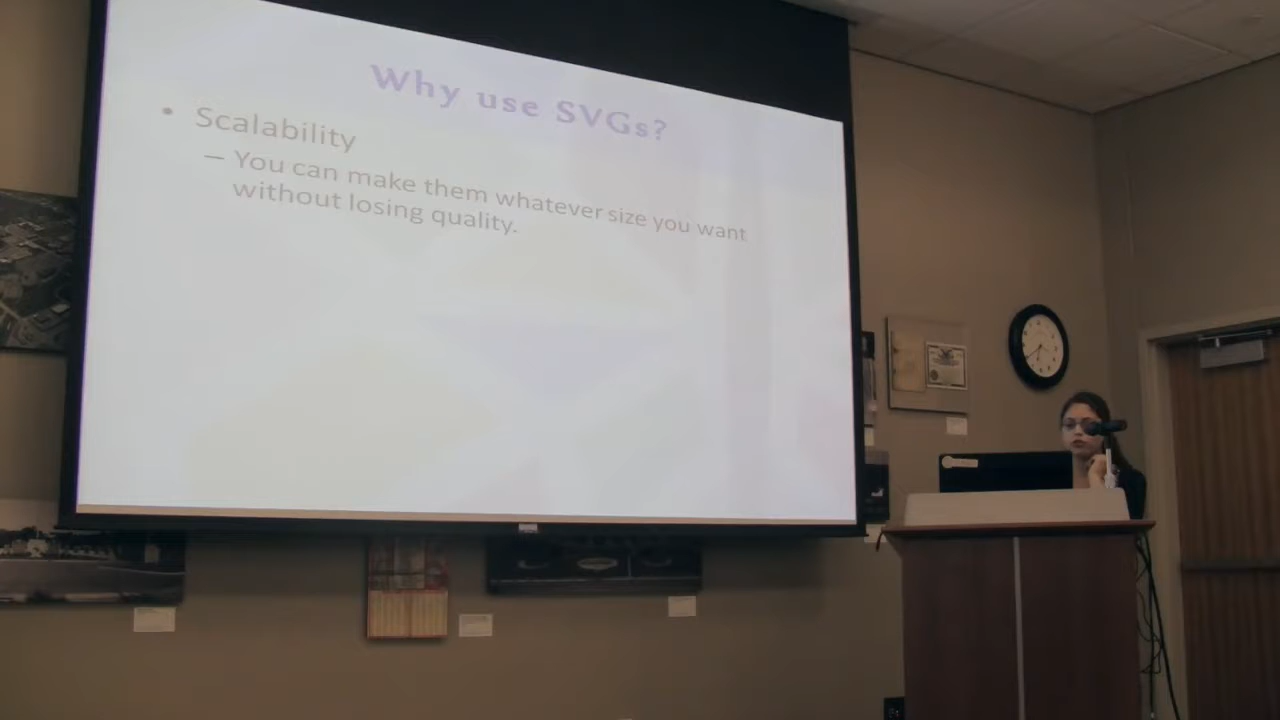 Why use SVGs?
• Scalability
– You can make them whatever size you want
without losing quality.